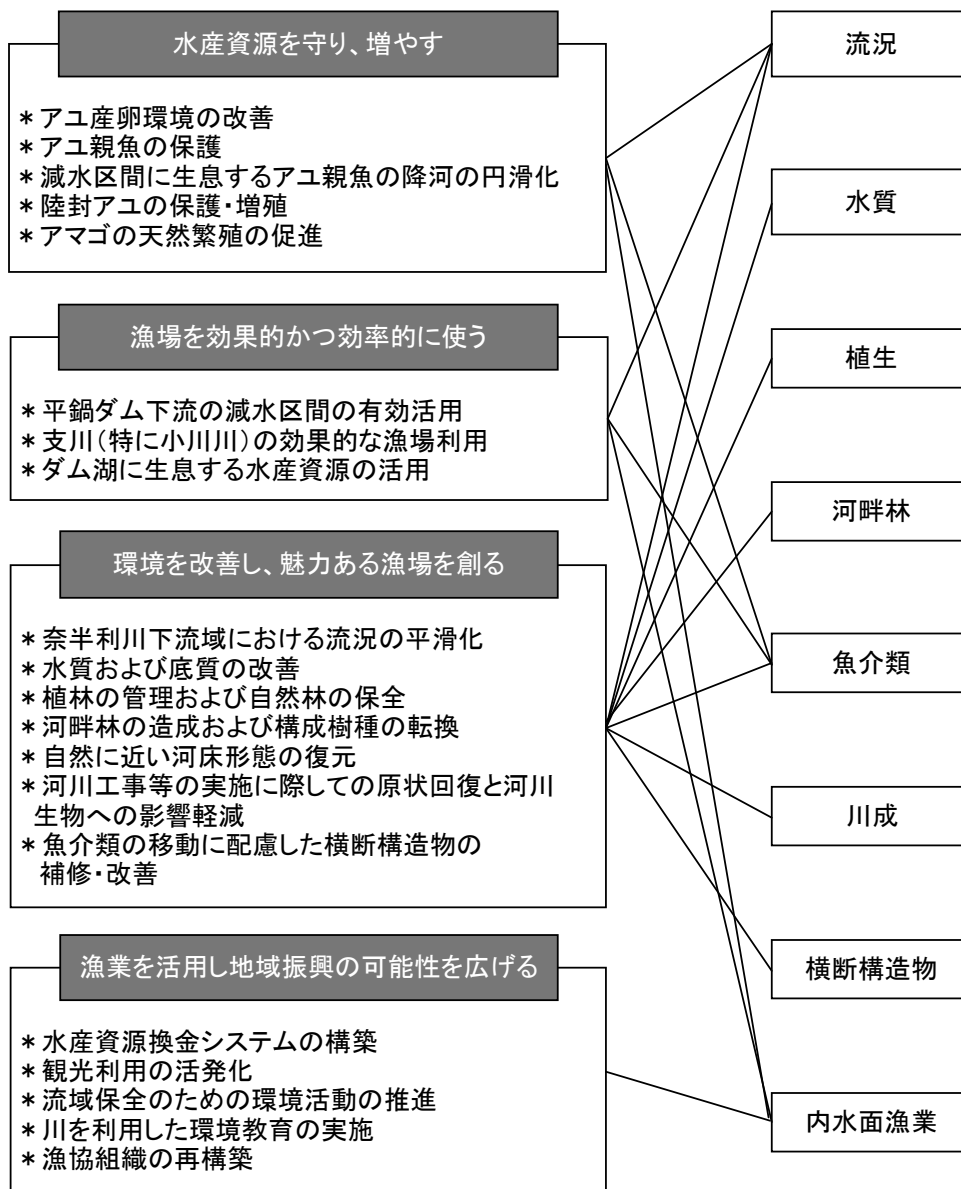 水産資源を守り、増やす
＊アユ産卵環境の改善
＊アユ親魚の保護
＊減水区間に生息するアユ親魚の降河の円滑化
＊陸封アユの保護・増殖
＊アマゴの天然繁殖の促進
漁場を効果的かつ効率的に使う
＊平鍋ダム下流の減水区間の有効活用
＊支川（特に小川川）の効果的な漁場利用
＊ダム湖に生息する水産資源の活用
環境を改善し、魅力ある漁場を創る
＊奈半利川下流域における流況の平滑化
＊水質および底質の改善
＊植林の管理および自然林の保全
＊河畔林の造成および構成樹種の転換
＊自然に近い河床形態の復元
＊河川工事等の実施に際しての原状回復と河川
生物への影響軽減
＊魚介類の移動に配慮した横断構造物の
補修・改善
漁業を活用し地域振興の可能性を広げる
＊水産資源換金システムの構築
＊観光利用の活発化
＊流域保全のための環境活動の推進
＊川を利用した環境教育の実施
＊漁協組織の再構築
流況
水質
植生
河畔林
魚介類
川成
横断構造物
内水面漁業